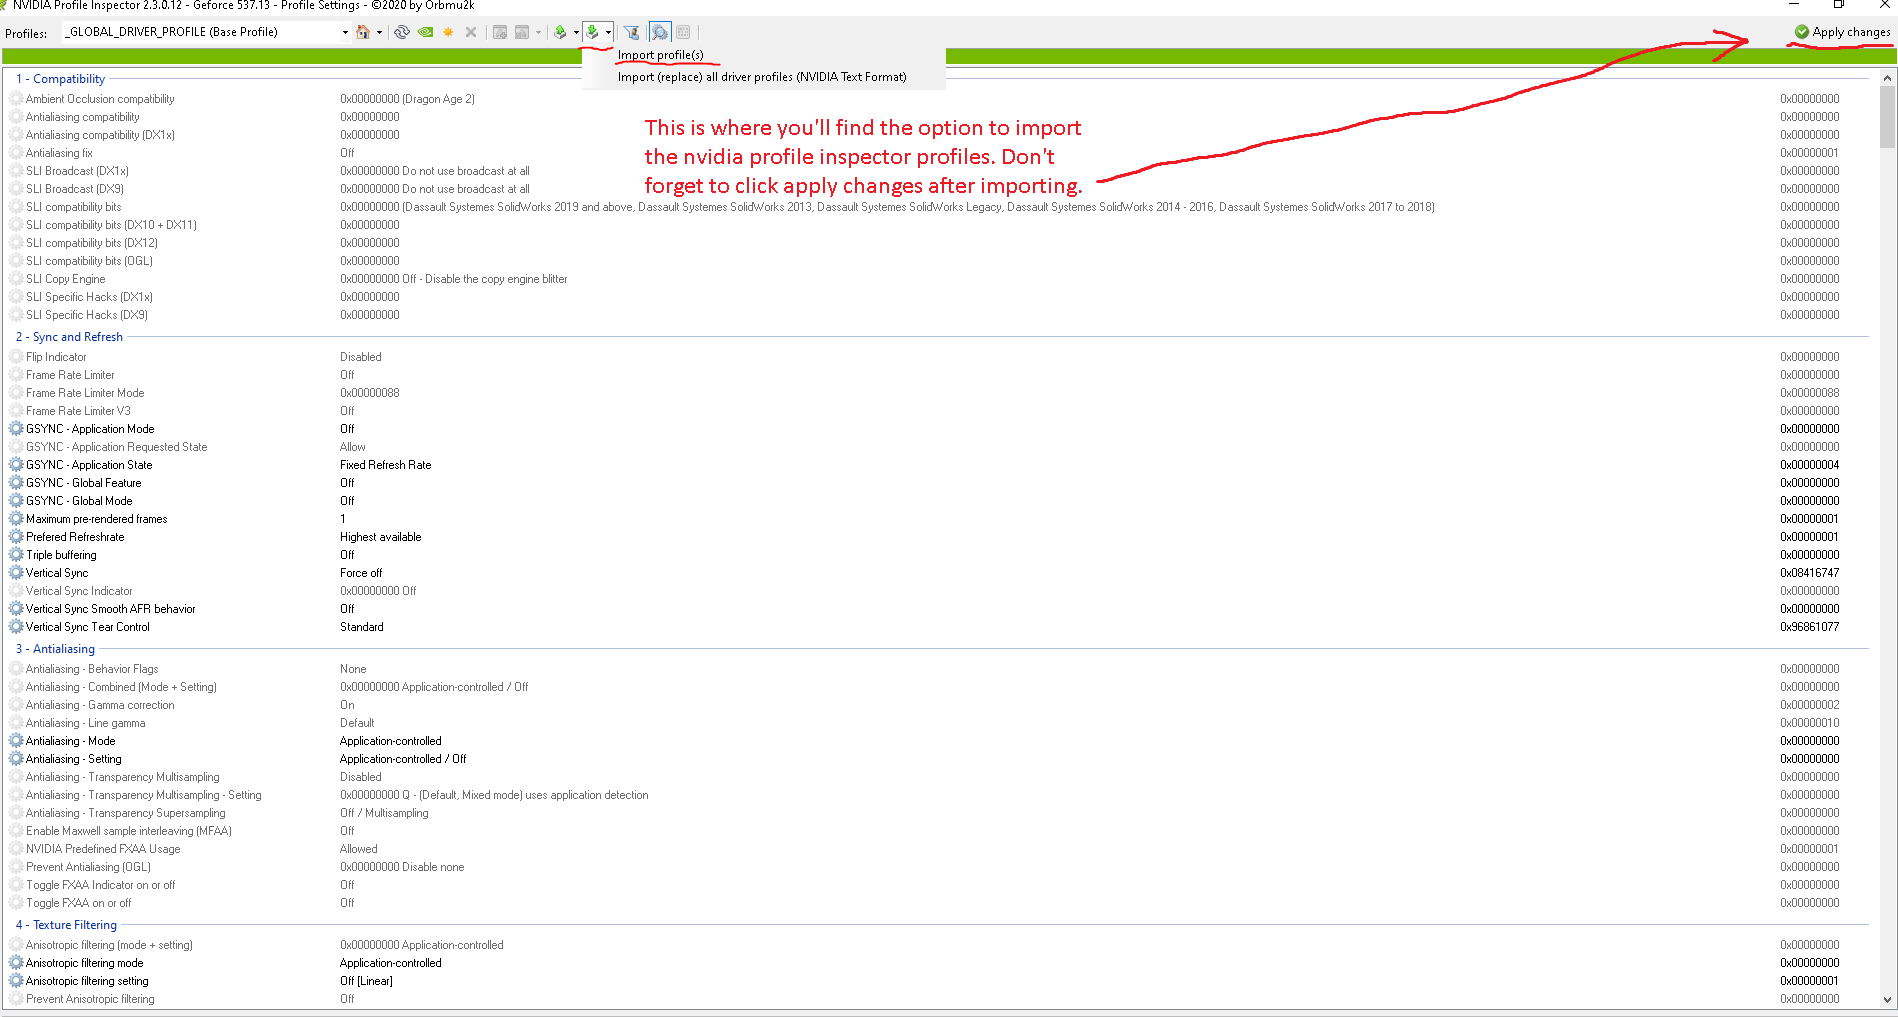 NVIDIA Profile Inspector 2.3.0.12 - Geforce 537.13 - Profile Settings - ©2020 by Orbmu2k
Profiles: _GLOBAL_DRIVER_PROFILE (Base Profile) Apply changes
Import profile(s)
Import (replace) all driver profiles (NVIDIA Text Format)
1 - Compatibility
Ambient Occlusion compatibility 0x00000000 (Dragon Age 2) 0x00000000
Antialiasing compatibility 0x00000000 0x00000000
Antialiasing compatibility (DX1x) 0x00000000 0x00000000
Antialiasing fix Off 0x00000001
SLI Broadcast (DX1x) 0x00000000 Do not use broadcast at all 0x00000000
SLI Broadcast (DX9) 0x00000000 Do not use broadcast at all 0x00000000
This is where you'll find the option to import
the nvidia profile inspector profiles. Don't
forget to click apply changes after importing.
SLI compatibility bits 0x00000000 (Dassault Systemes SolidWorks 2019 and above, Dassault Systemes SolidWorks 2013, Dassault Systemes SolidWorks Legacy, Dassault Systemes SolidWorks 2014 - 2016, Dassault Systemes SolidWorks 2017 to 2018) 0x00000000
SLI compatibility bits (DX10 + DX11) 0x00000000 0x00000000
SLI compatibility bits (DX12) 0x00000000 0x00000000
SLI compatibility bits (OGL) 0x00000000 0x00000000
SLI Copy Engine 0x00000000 Off - Disable the copy engine blitter 0x00000000
SLI Specific Hacks (DX1x) 0x00000000 0x00000000
SLI Specific Hacks (DX9) 0x00000000 0x00000000
2 - Sync and Refresh
Flip Indicator Disabled 0x00000000
Frame Rate Limiter Off 0x00000000
Frame Rate Limiter Mode 0x00000088 0x00000088
Frame Rate Limiter V3 Off 0x00000000
GSYNC - Application Mode Off 0x00000000
GSYNC - Application Requested State Allow 0x00000000
GSYNC - Application State Fixed Refresh Rate 0x00000004
GSYNC - Global Feature Off 0x00000000
GSYNC - Global Mode Off 0x00000000
Maximum pre-rendered frames 1 0x00000001
Prefered Refreshrate Highest available 0x00000001
Triple buffering Off 0x00000000
Vertical Sync Force off 0x08416747
Vertical Sync Indicator 0x00000000 Off 0x00000000
Vertical Sync Smooth AFR behavior Off 0x00000000
Vertical Sync Tear Control Standard 0x96861077
3 - Antialiasing
Antialiasing - Behavior Flags None 0x00000000
Antialiasing - Combined (Mode + Setting) 0x00000000 Application-controlled / Off 0x00000000
Antialiasing - Gamma correction On 0x00000002
Antialiasing - Line gamma Default 0x00000010
Antialiasing - Mode Application-controlled 0x00000000
Antialiasing - Setting Application-controlled / Off 0x00000000
Antialiasing - Transparency Multisampling Disabled 0x00000000
Antialiasing - Transparency Multisampling - Setting 0x00000000 Q - (Default, Mixed mode) uses application detection 0x00000000
Antialiasing - Transparency Supersampling Off / Multisampling 0x00000000
Enable Maxwell sample interleaving (MFAA) Off 0x00000000
NVIDIA Predefined FXAA Usage Allowed 0x00000001
Prevent Antialiasing (OGL) 0x00000000 Disable none 0x00000000
Toggle FXAA Indicator on or off Off 0x00000000
Toggle FXAA on or off Off 0x00000000
4 - Texture Filtering
Anisotropic filtering (mode + setting) 0x00000000 Application-controlled 0x00000000
Anisotropic filtering mode Application-controlled 0x00000000
Anisotropic filtering setting Off [Linear] 0x00000001
Prevent Anisotropic filtering Off 0x00000000